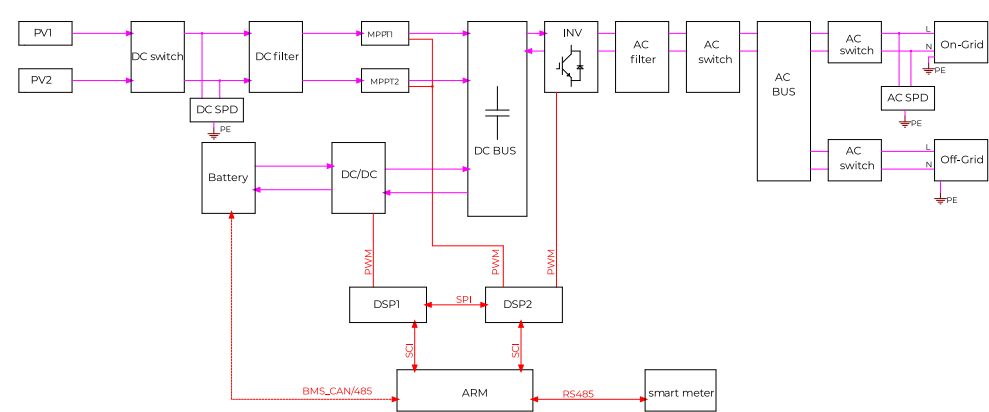 PV1
DC switch
DC filter
MPPT1
INV
AC
filter
AC
switch
AC
BUS
AC
switch
L
N
On-Grid
PE
PV2
MPPT2
DC SPD
PE
AC SPD
PE
DC BUS
Battery
DC/DC
AC
switch
L
N
Off-Grid
PE
PWM
PWM
PWM
DSP1
SPI
DSP2
SCI
SCI
BMS_CAN/485
ARM
RS485
smart meter